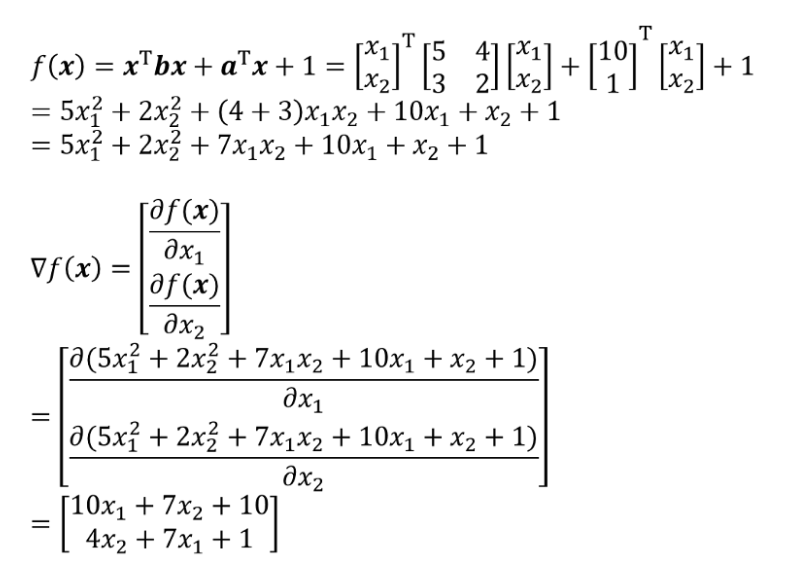 f(x) = xᵀbx + aᵀx + 1 = [x₁ x₂]ᵀ [5 4; 3 2] [x₁ x₂] + [10 1]ᵀ [x₁ x₂] + 1
= 5x₁² + 2x₂² + (4 + 3)x₁x₂ + 10x₁ + x₂ + 1
= 5x₁² + 2x₂² + 7x₁x₂ + 10x₁ + x₂ + 1
∇f(x) = [∂f(x)/∂x₁
∂f(x)/∂x₂]
= [∂(5x₁² + 2x₂² + 7x₁x₂ + 10x₁ + x₂ + 1)/∂x₁
∂(5x₁² + 2x₂² + 7x₁x₂ + 10x₁ + x₂ + 1)/∂x₂]
= [10x₁ + 7x₂ + 10
4x₂ + 7x₁ + 1]